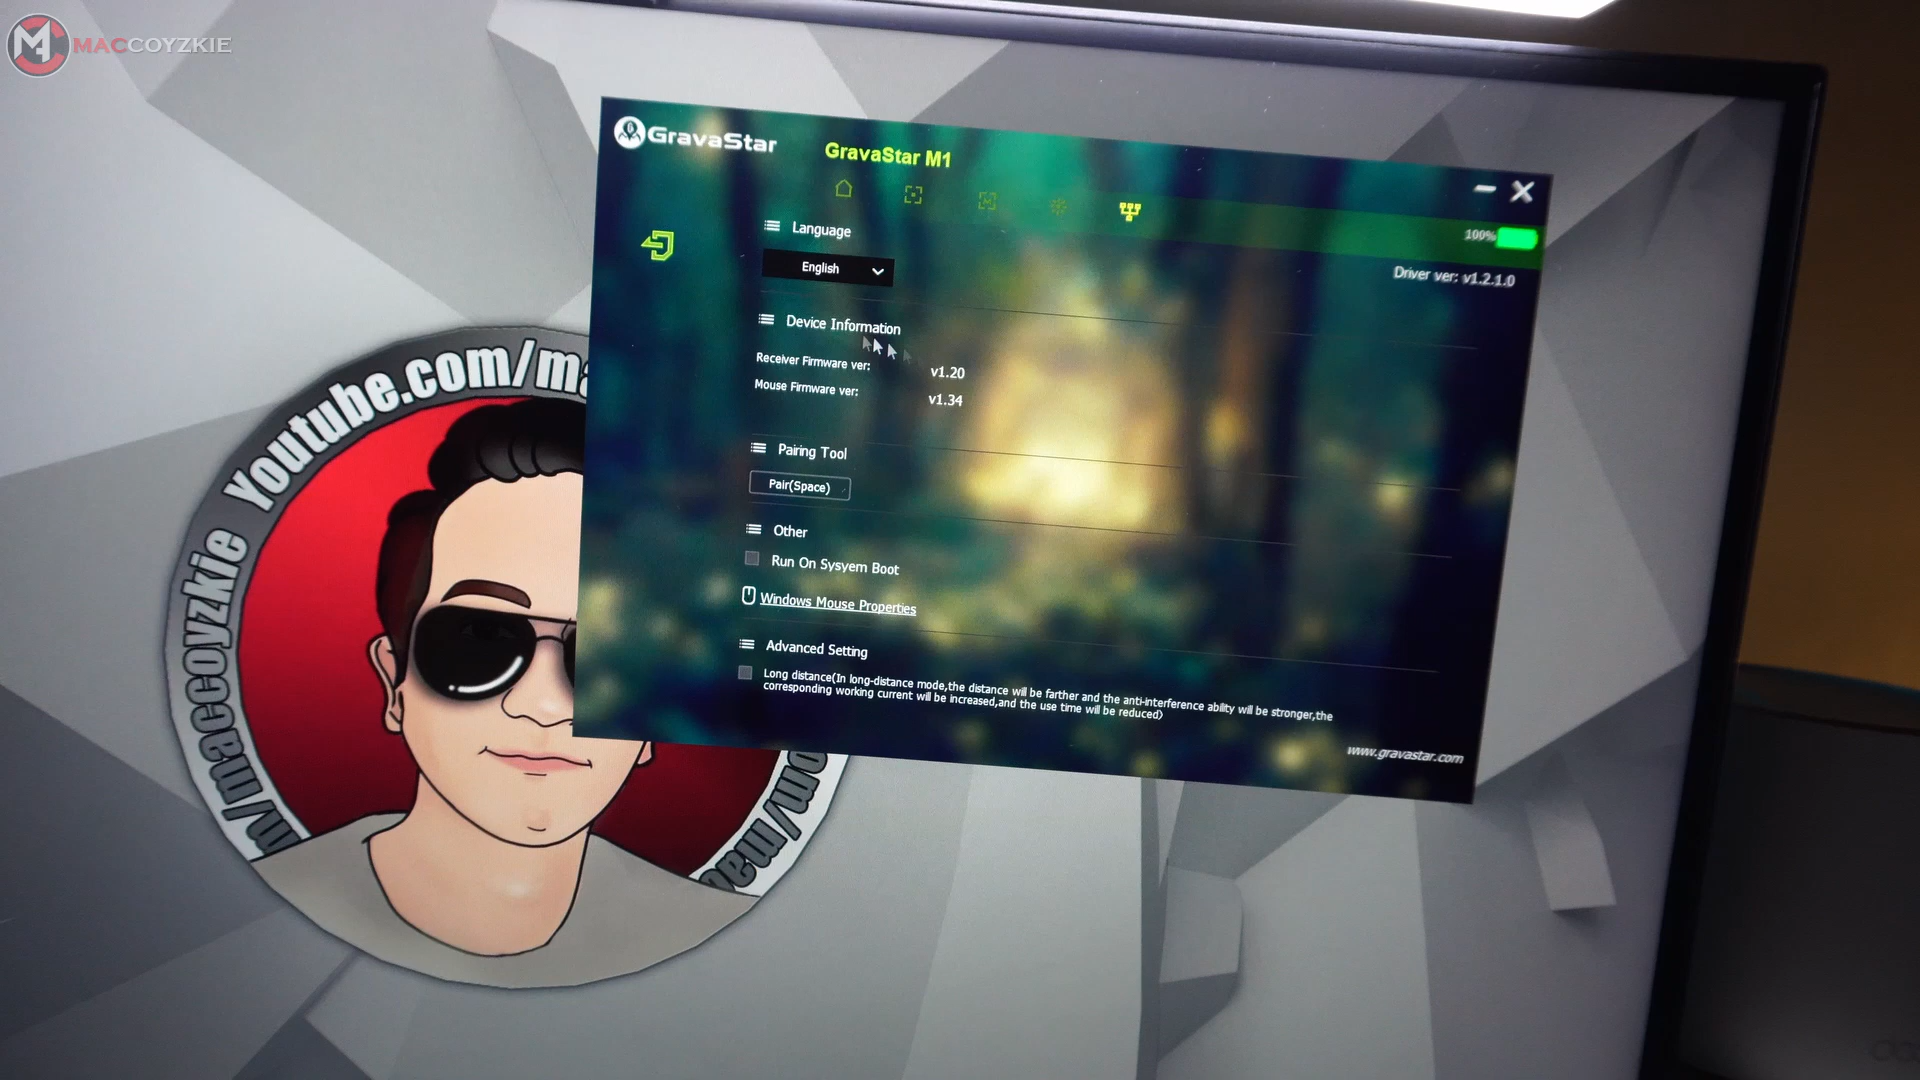 MACCOYZKIE
GravaStar
GravaStar M1
100%
Driver ver: v1.2.1.0
Language
English
Device Information
Receiver Firmware ver: v1.20
Mouse Firmware ver: v1.34
Pairing Tool
Pair(Space)
Other
Run On Sysyem Boot
Windows Mouse Properties
Advanced Setting
Long distance(In long-distance mode,the distance will be farther and the anti-interference ability will be stronger,the
corresponding working current will be increased,and the use time will be reduced)
www.gravastar.com
m/maccoyzkie Youtube.com/ma
om/mac